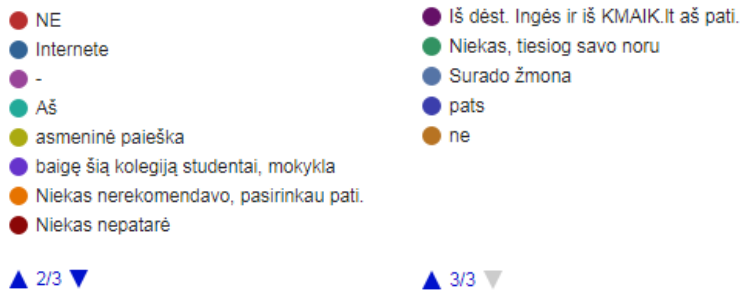 NE
Internete
-
Aš
asmeninė paieška
baigę šią kolegiją studentai, mokykla
Niekas nerekomendavo, pasirinkau pati.
Niekas nepatarė
▲ 2/3 ▼
Iš dėst. Ingės ir iš KMAIK.lt aš pati.
Niekas, tiesiog savo noru
Surado žmona
pats
ne
▲ 3/3 ▼